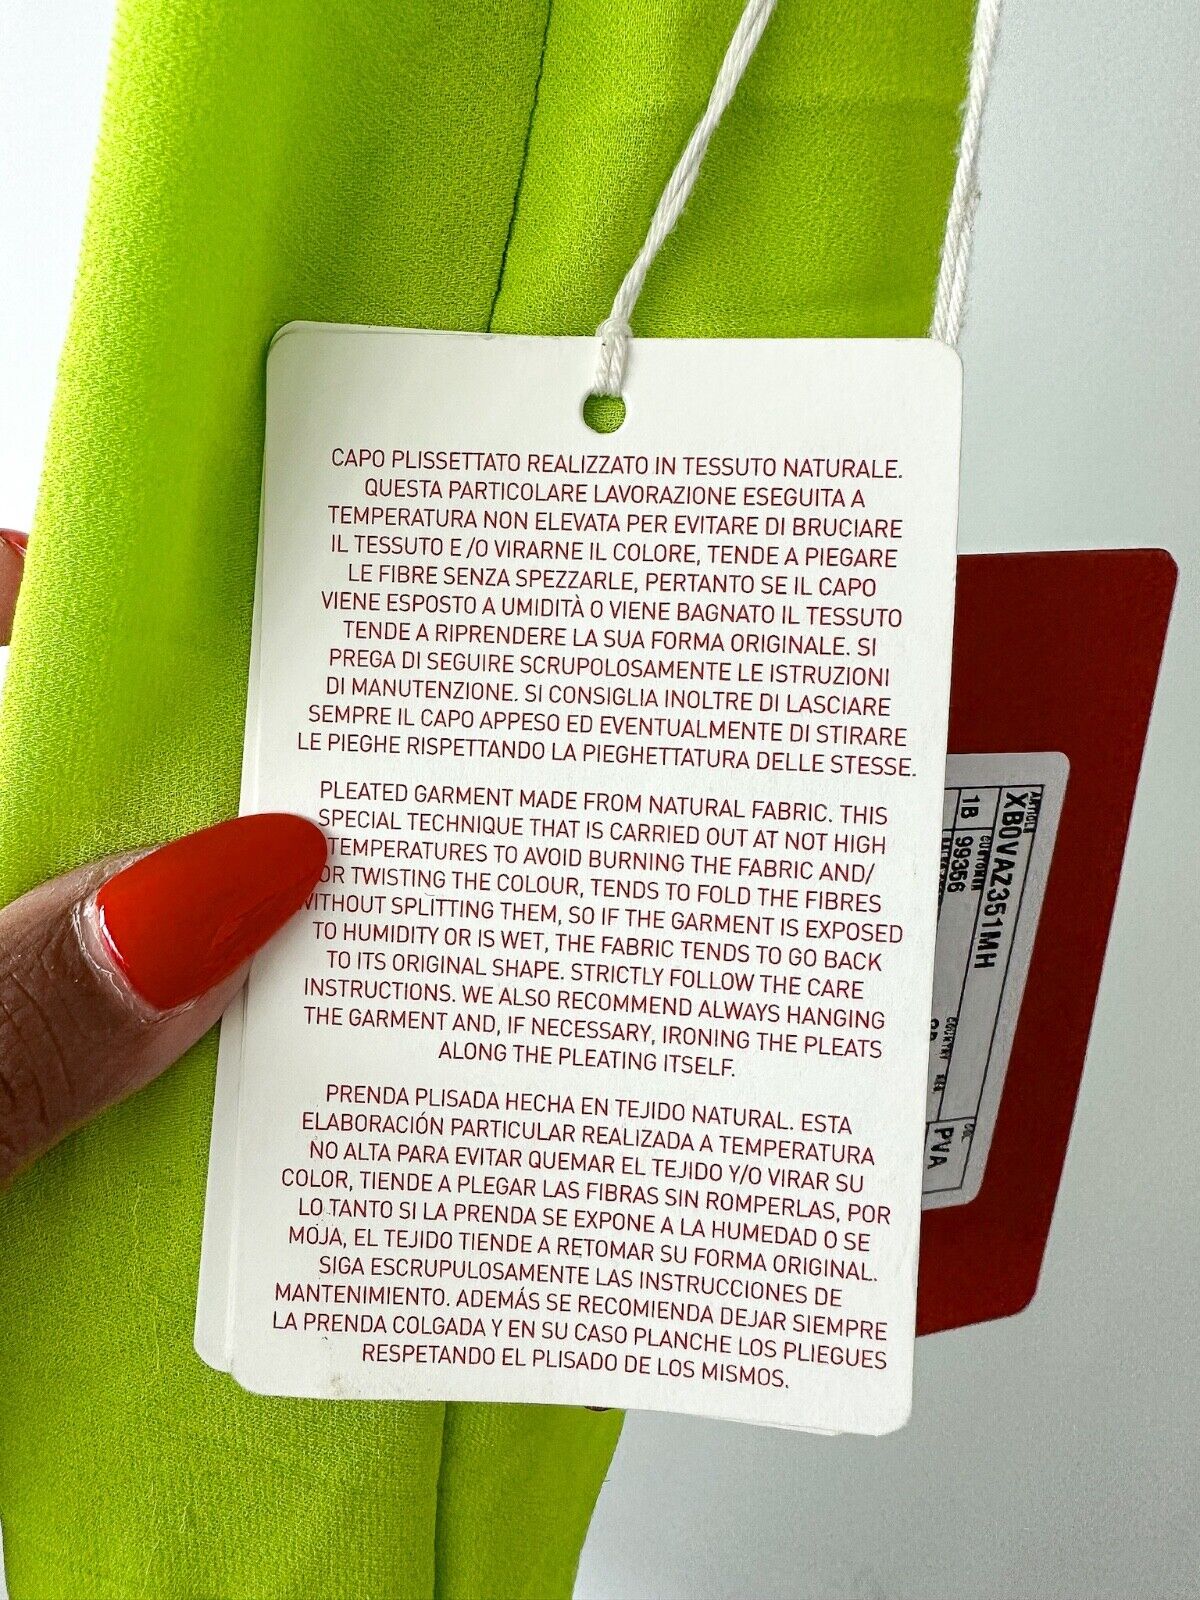 CAPO PLISSETTATO REALIZZATO IN TESSUTO NATURALE.
QUESTA PARTICOLARE LAVORAZIONE ESEGUITA A
TEMPERATURA NON ELEVATA PER EVITARE DI BRUCIARE
IL TESSUTO E /O VIRARNE IL COLORE, TENDE A PIEGARE
LE FIBRE SENZA SPEZZARLE, PERTANTO SE IL CAPO
VIENE ESPOSTO A UMIDITÀ O VIENE BAGNATO IL TESSUTO
TENDE A RIPRENDERE LA SUA FORMA ORIGINALE. SI
PREGA DI SEGUIRE SCRUPOLOSAMENTE LE ISTRUZIONI
DI MANUTENZIONE. SI CONSIGLIA INOLTRE DI LASCIARE
SEMPRE IL CAPO APPESO ED EVENTUALMENTE DI STIRARE
LE PIEGHE RISPETTANDO LA PIEGHETTATURA DELLE STESSE.
PLEATED GARMENT MADE FROM NATURAL FABRIC. THIS
SPECIAL TECHNIQUE THAT IS CARRIED OUT AT NOT HIGH
TEMPERATURES TO AVOID BURNING THE FABRIC AND/
OR TWISTING THE COLOUR, TENDS TO FOLD THE FIBRES
WITHOUT SPLITTING THEM, SO IF THE GARMENT IS EXPOSED
TO HUMIDITY OR IS WET, THE FABRIC TENDS TO GO BACK
TO ITS ORIGINAL SHAPE. STRICTLY FOLLOW THE CARE
INSTRUCTIONS. WE ALSO RECOMMEND ALWAYS HANGING
THE GARMENT AND, IF NECESSARY, IRONING THE PLEATS
ALONG THE PLEATING ITSELF.
PRENDA PLISADA HECHA EN TEJIDO NATURAL. ESTA
ELABORACIÓN PARTICULAR REALIZADA A TEMPERATURA
NO ALTA PARA EVITAR QUEMAR EL TEJIDO Y/O VIRAR SU
COLOR, TIENDE A PLEGAR LAS FIBRAS SIN ROMPERLAS, POR
LO TANTO SI LA PRENDA SE EXPONE A LA HUMEDAD O SE
MOJA, EL TEJIDO TIENDE A RETOMAR SU FORMA ORIGINAL.
SIGA ESCRUPULOSAMENTE LAS INSTRUCCIONES DE
MANTENIMIENTO. ADEMÁS SE RECOMIENDA DEJAR SIEMPRE
LA PRENDA COLGADA Y EN SU CASO PLANCHE LOS PLIEGUES
RESPETANDO EL PLISADO DE LOS MISMOS.
ARTICLE
XB0VAZ351MH
CUSTOMER
1B 99356
COUNTRY
COL
PVA